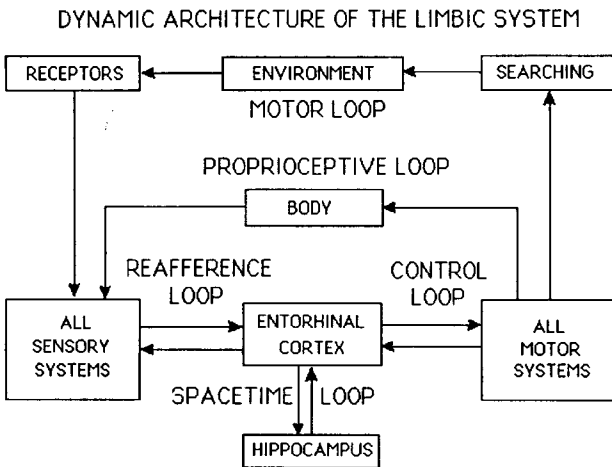 DYNAMIC ARCHITECTURE OF THE LIMBIC SYSTEM
RECEPTORS
ENVIRONMENT
SEARCHING
MOTOR LOOP
PROPRIOCEPTIVE LOOP
BODY
REAFFERENCE
LOOP
CONTROL
LOOP
ALL
SENSORY
SYSTEMS
ENTORHINAL
CORTEX
ALL
MOTOR
SYSTEMS
SPACETIME LOOP
HIPPOCAMPUS